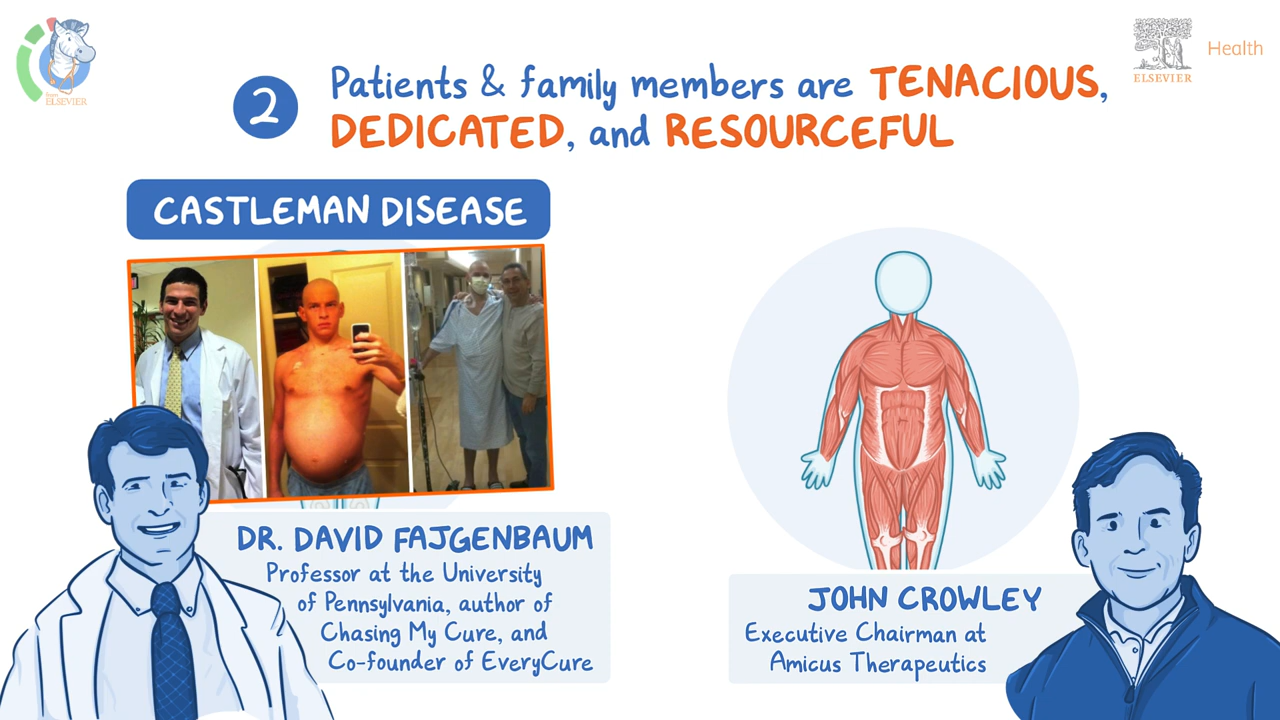 from
ELSEVIER
ELSEVIER
Health
2
Patients & family members are TENACIOUS,
DEDICATED, and RESOURCEFUL
CASTLEMAN DISEASE
DR. DAVID FAJGENBAUM
Professor at the University
of Pennsylvania, author of
Chasing My Cure, and
Co-founder of EveryCure
JOHN CROWLEY
Executive Chairman at
Amicus Therapeutics